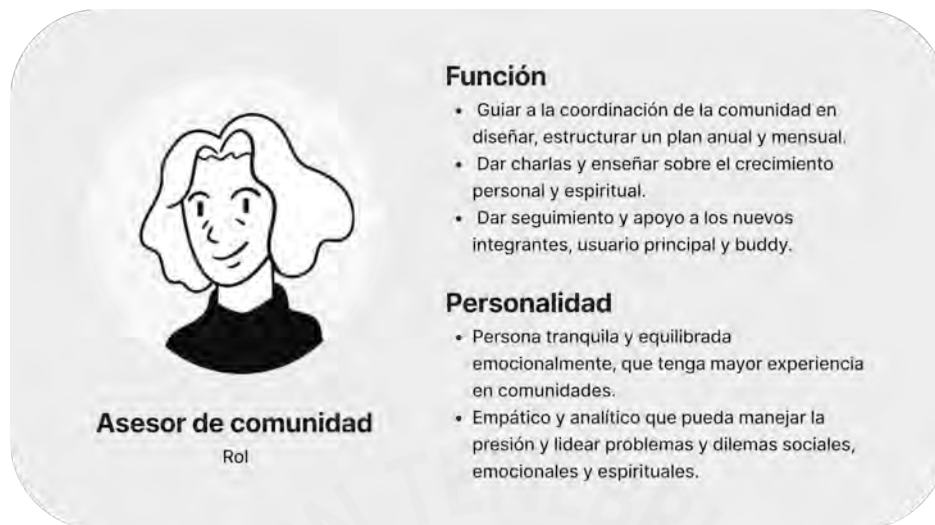 Función
• Guiar a la coordinación de la comunidad en
diseñar, estructurar un plan anual y mensual.
• Dar charlas y enseñar sobre el crecimiento
personal y espiritual.
• Dar seguimiento y apoyo a los nuevos
integrantes, usuario principal y buddy.
Personalidad
• Persona tranquila y equilibrada
emocionalmente, que tenga mayor experiencia
en comunidades.
• Empático y analítico que pueda manejar la
presión y lidear problemas y dilemas sociales,
emocionales y espirituales.
Asesor de comunidad
Rol